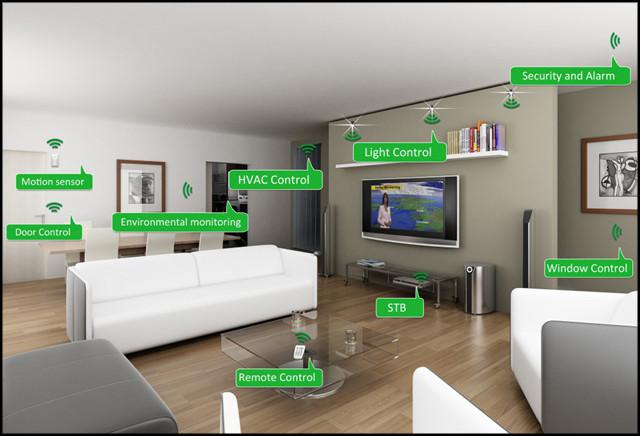 Security and Alarm
Light Control
HVAC Control
Motion sensor
Environmental monitoring
Door Control
Window Control
STB
Remote Control